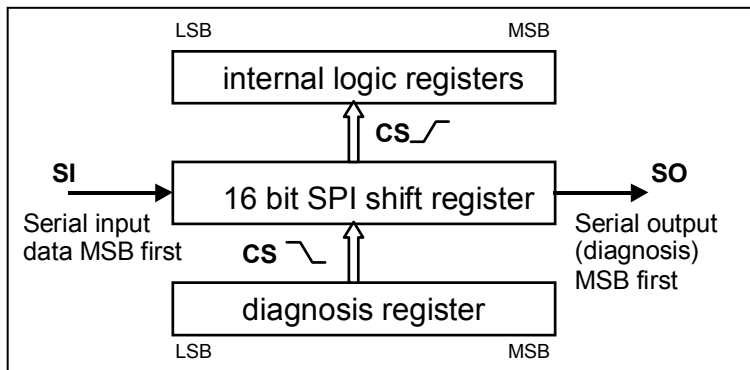 LSB MSB
internal logic registers
CS
SI
16 bit SPI shift register
SO
Serial input
data MSB first
Serial output
(diagnosis)
MSB first
CS
diagnosis register
LSB MSB